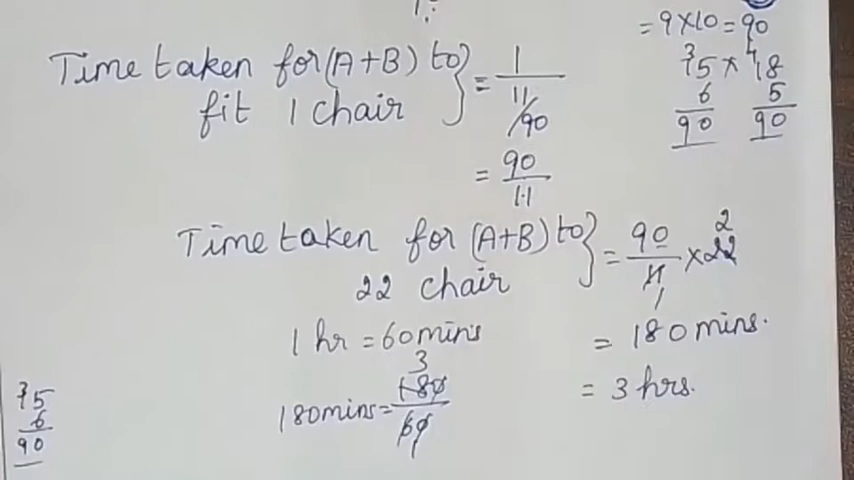 ∴
= 9 × 10 = 90
Time taken for (A+B) to } = 1
fit 1 chair 11/90
15 × 6 = 90
18 × 5 = 90
= 90/11
Time taken for (A+B) to } = 90/11 × 22
22 chair
1 hr = 60 mins
= 180 mins.
180 mins = 180/60
3
= 3 hrs.
15
6
90